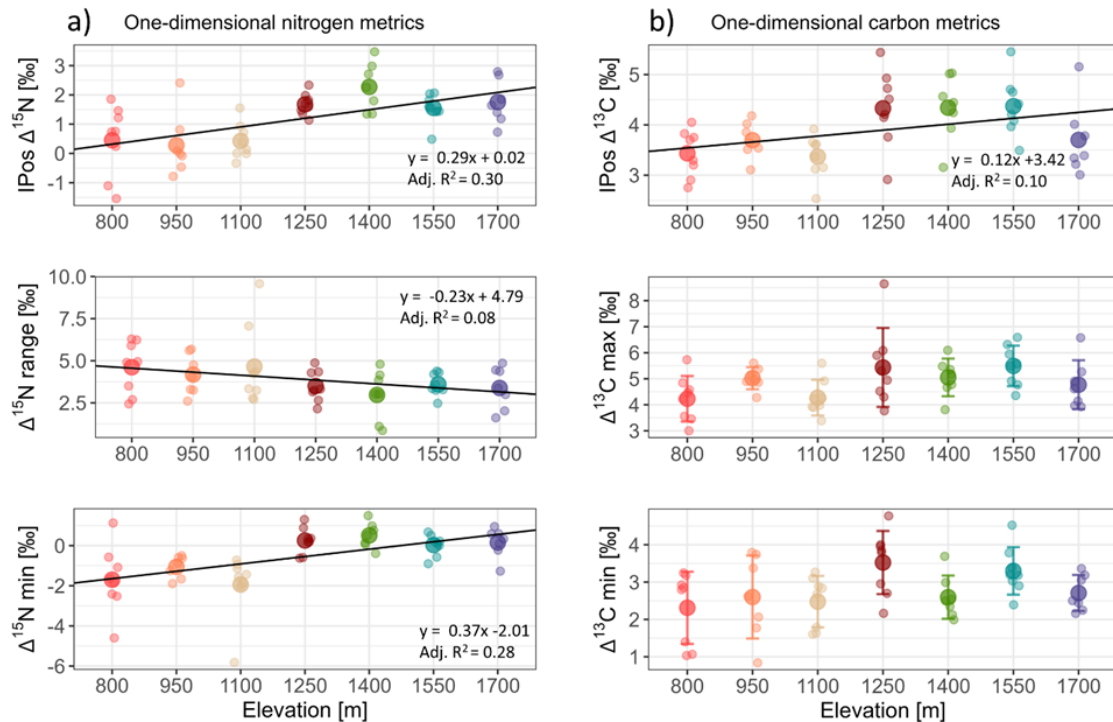 a) One-dimensional nitrogen metrics
IPos Δ¹⁵N [‰]
3
2
1
0
-1
y = 0.29x + 0.02
Adj. R² = 0.30
800 950 1100 1250 1400 1550 1700
Δ¹⁵N range [‰]
10.0
7.5
5.0
2.5
y = -0.23x + 4.79
Adj. R² = 0.08
800 950 1100 1250 1400 1550 1700
Δ¹⁵N min [‰]
0
-2
-4
-6
y = 0.37x -2.01
Adj. R² = 0.28
800 950 1100 1250 1400 1550 1700
Elevation [m]
b) One-dimensional carbon metrics
IPos Δ¹³C [‰]
5
4
3
y = 0.12x +3.42
Adj. R² = 0.10
800 950 1100 1250 1400 1550 1700
Δ¹³C max [‰]
8
7
6
5
4
3
800 950 1100 1250 1400 1550 1700
Δ¹³C min [‰]
4
3
2
1
800 950 1100 1250 1400 1550 1700
Elevation [m]